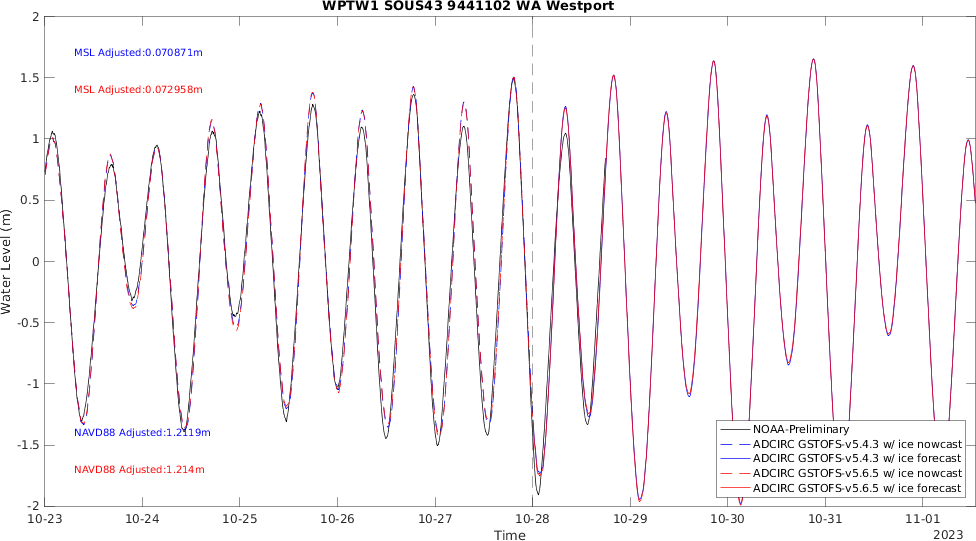 WPTW1 SOUS43 9441102 WA Westport
2
1.5
1
0.5
0
-0.5
-1
-1.5
-2
Water Level (m)
MSL Adjusted:0.070871m
MSL Adjusted:0.072958m
NAVD88 Adjusted:1.2119m
NAVD88 Adjusted:1.214m
NOAA-Preliminary
ADCIRC GSTOFS-v5.4.3 w/ ice nowcast
ADCIRC GSTOFS-v5.4.3 w/ ice forecast
ADCIRC GSTOFS-v5.6.5 w/ ice nowcast
ADCIRC GSTOFS-v5.6.5 w/ ice forecast
10-23 10-24 10-25 10-26 10-27 10-28 10-29 10-30 10-31 11-01
Time
2023